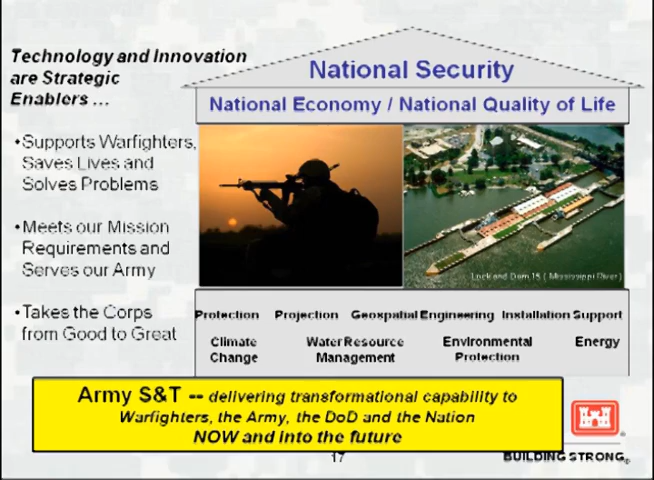 Technology and Innovation
are Strategic
Enablers ...
•Supports Warfighters,
Saves Lives and
Solves Problems
•Meets our Mission
Requirements and
Serves our Army
•Takes the Corps
from Good to Great
National Security
National Economy / National Quality of Life
Lock and Dam 15 ( Mississippi River )
Protection Projection Geospatial Engineering Installation Support
Climate Change Water Resource Management Environmental Protection Energy
Army S&T -- delivering transformational capability to
Warfighters, the Army, the DoD and the Nation
NOW and into the future
17
BUILDING STRONG®